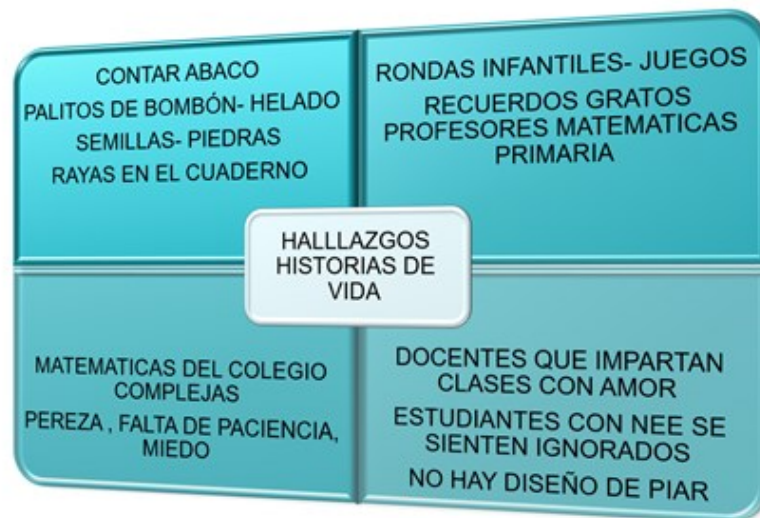 CONTAR ABACO
PALITOS DE BOMBÓN- HELADO
SEMILLAS- PIEDRAS
RAYAS EN EL CUADERNO
RONDAS INFANTILES- JUEGOS
RECUERDOS GRATOS
PROFESORES MATEMATICAS
PRIMARIA
HALLLAZGOS
HISTORIAS DE
VIDA
MATEMATICAS DEL COLEGIO
COMPLEJAS
PEREZA , FALTA DE PACIENCIA,
MIEDO
DOCENTES QUE IMPARTAN
CLASES CON AMOR
ESTUDIANTES CON NEE SE
SIENTEN IGNORADOS
NO HAY DISEÑO DE PIAR